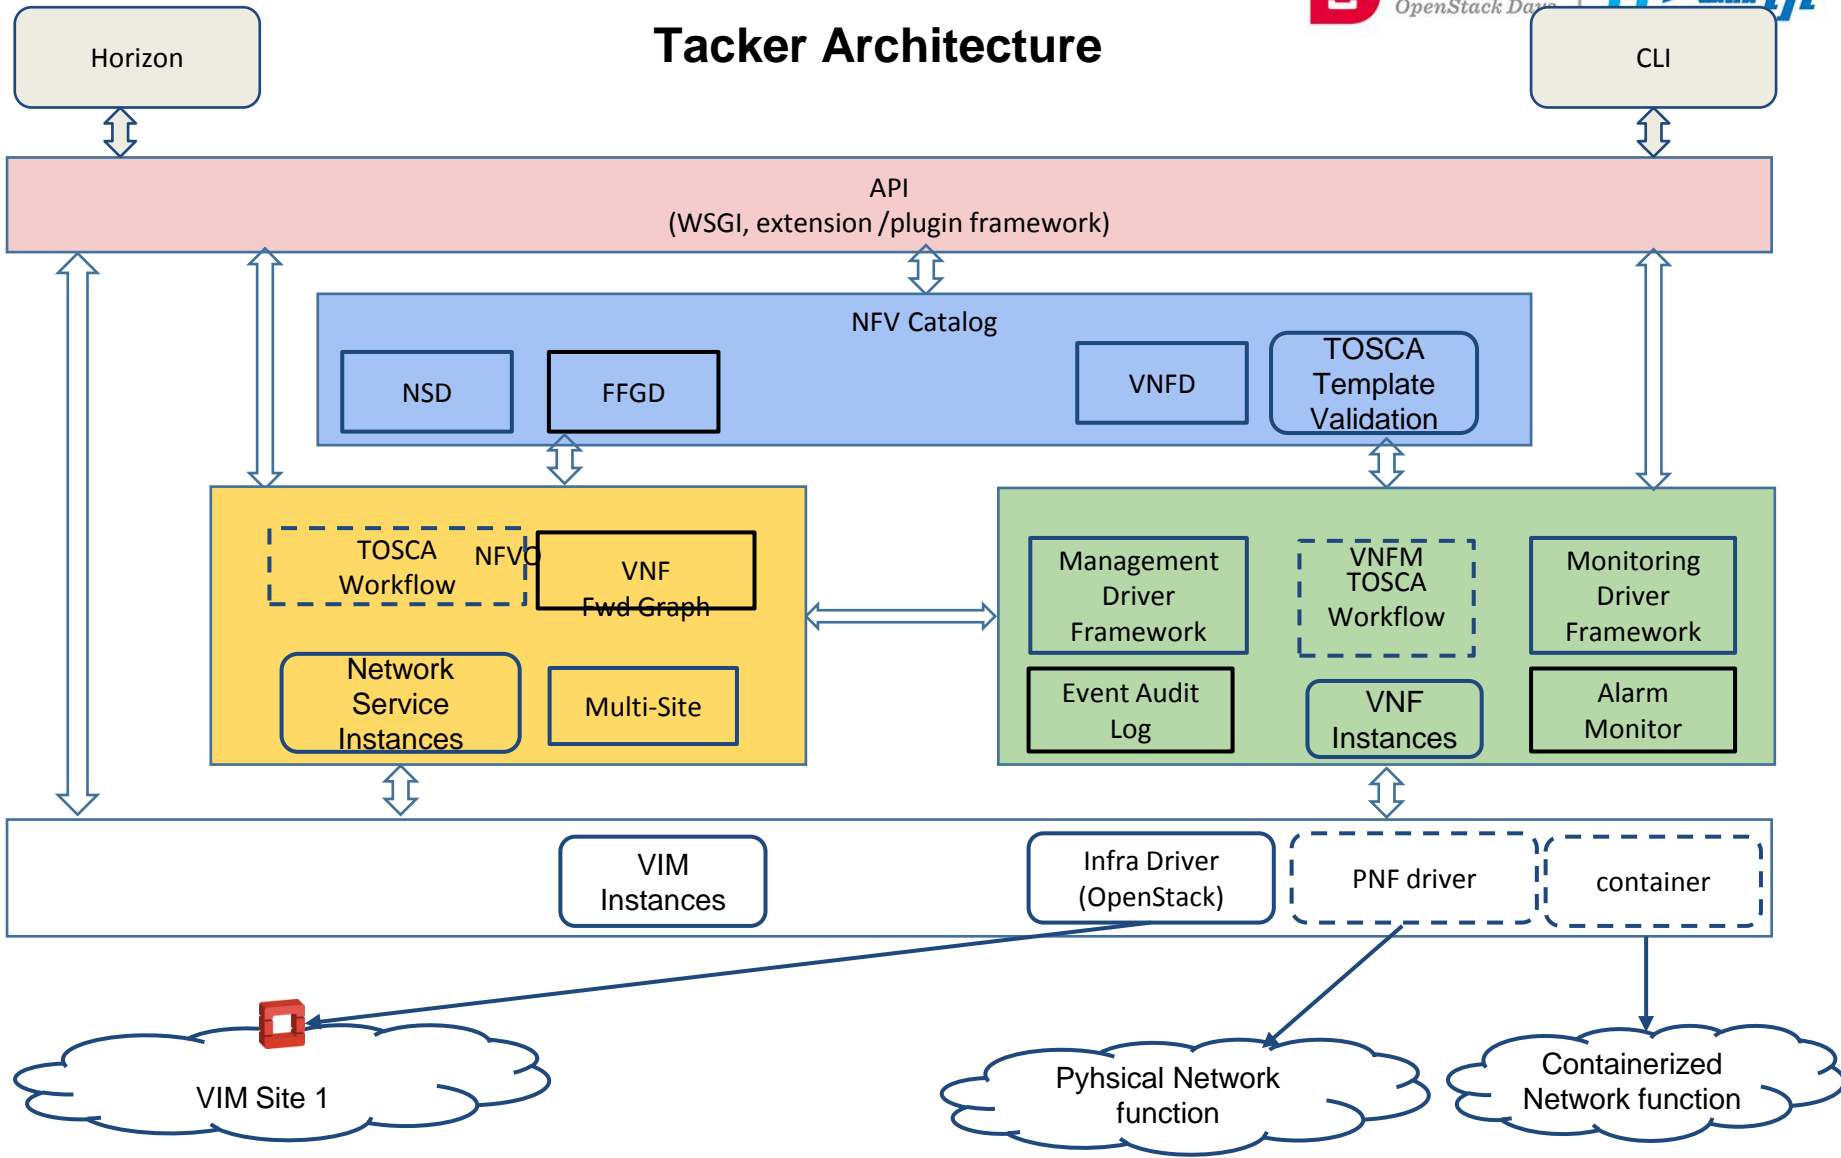 OpenStack Days
Tacker Architecture
Horizon
CLI
API
(WSGI, extension /plugin framework)
NFV Catalog
NSD
FFGD
VNFD
TOSCA
Template
Validation
TOSCA
Workflow
NFVO
VNF
Fwd Graph
Network
Service
Instances
Multi-Site
Management
Driver
Framework
VNFM
TOSCA
Workflow
Monitoring
Driver
Framework
Event Audit
Log
VNF
Instances
Alarm
Monitor
VIM
Instances
Infra Driver
(OpenStack)
PNF driver
container
VIM Site 1
Pyhsical Network
function
Containerized
Network function